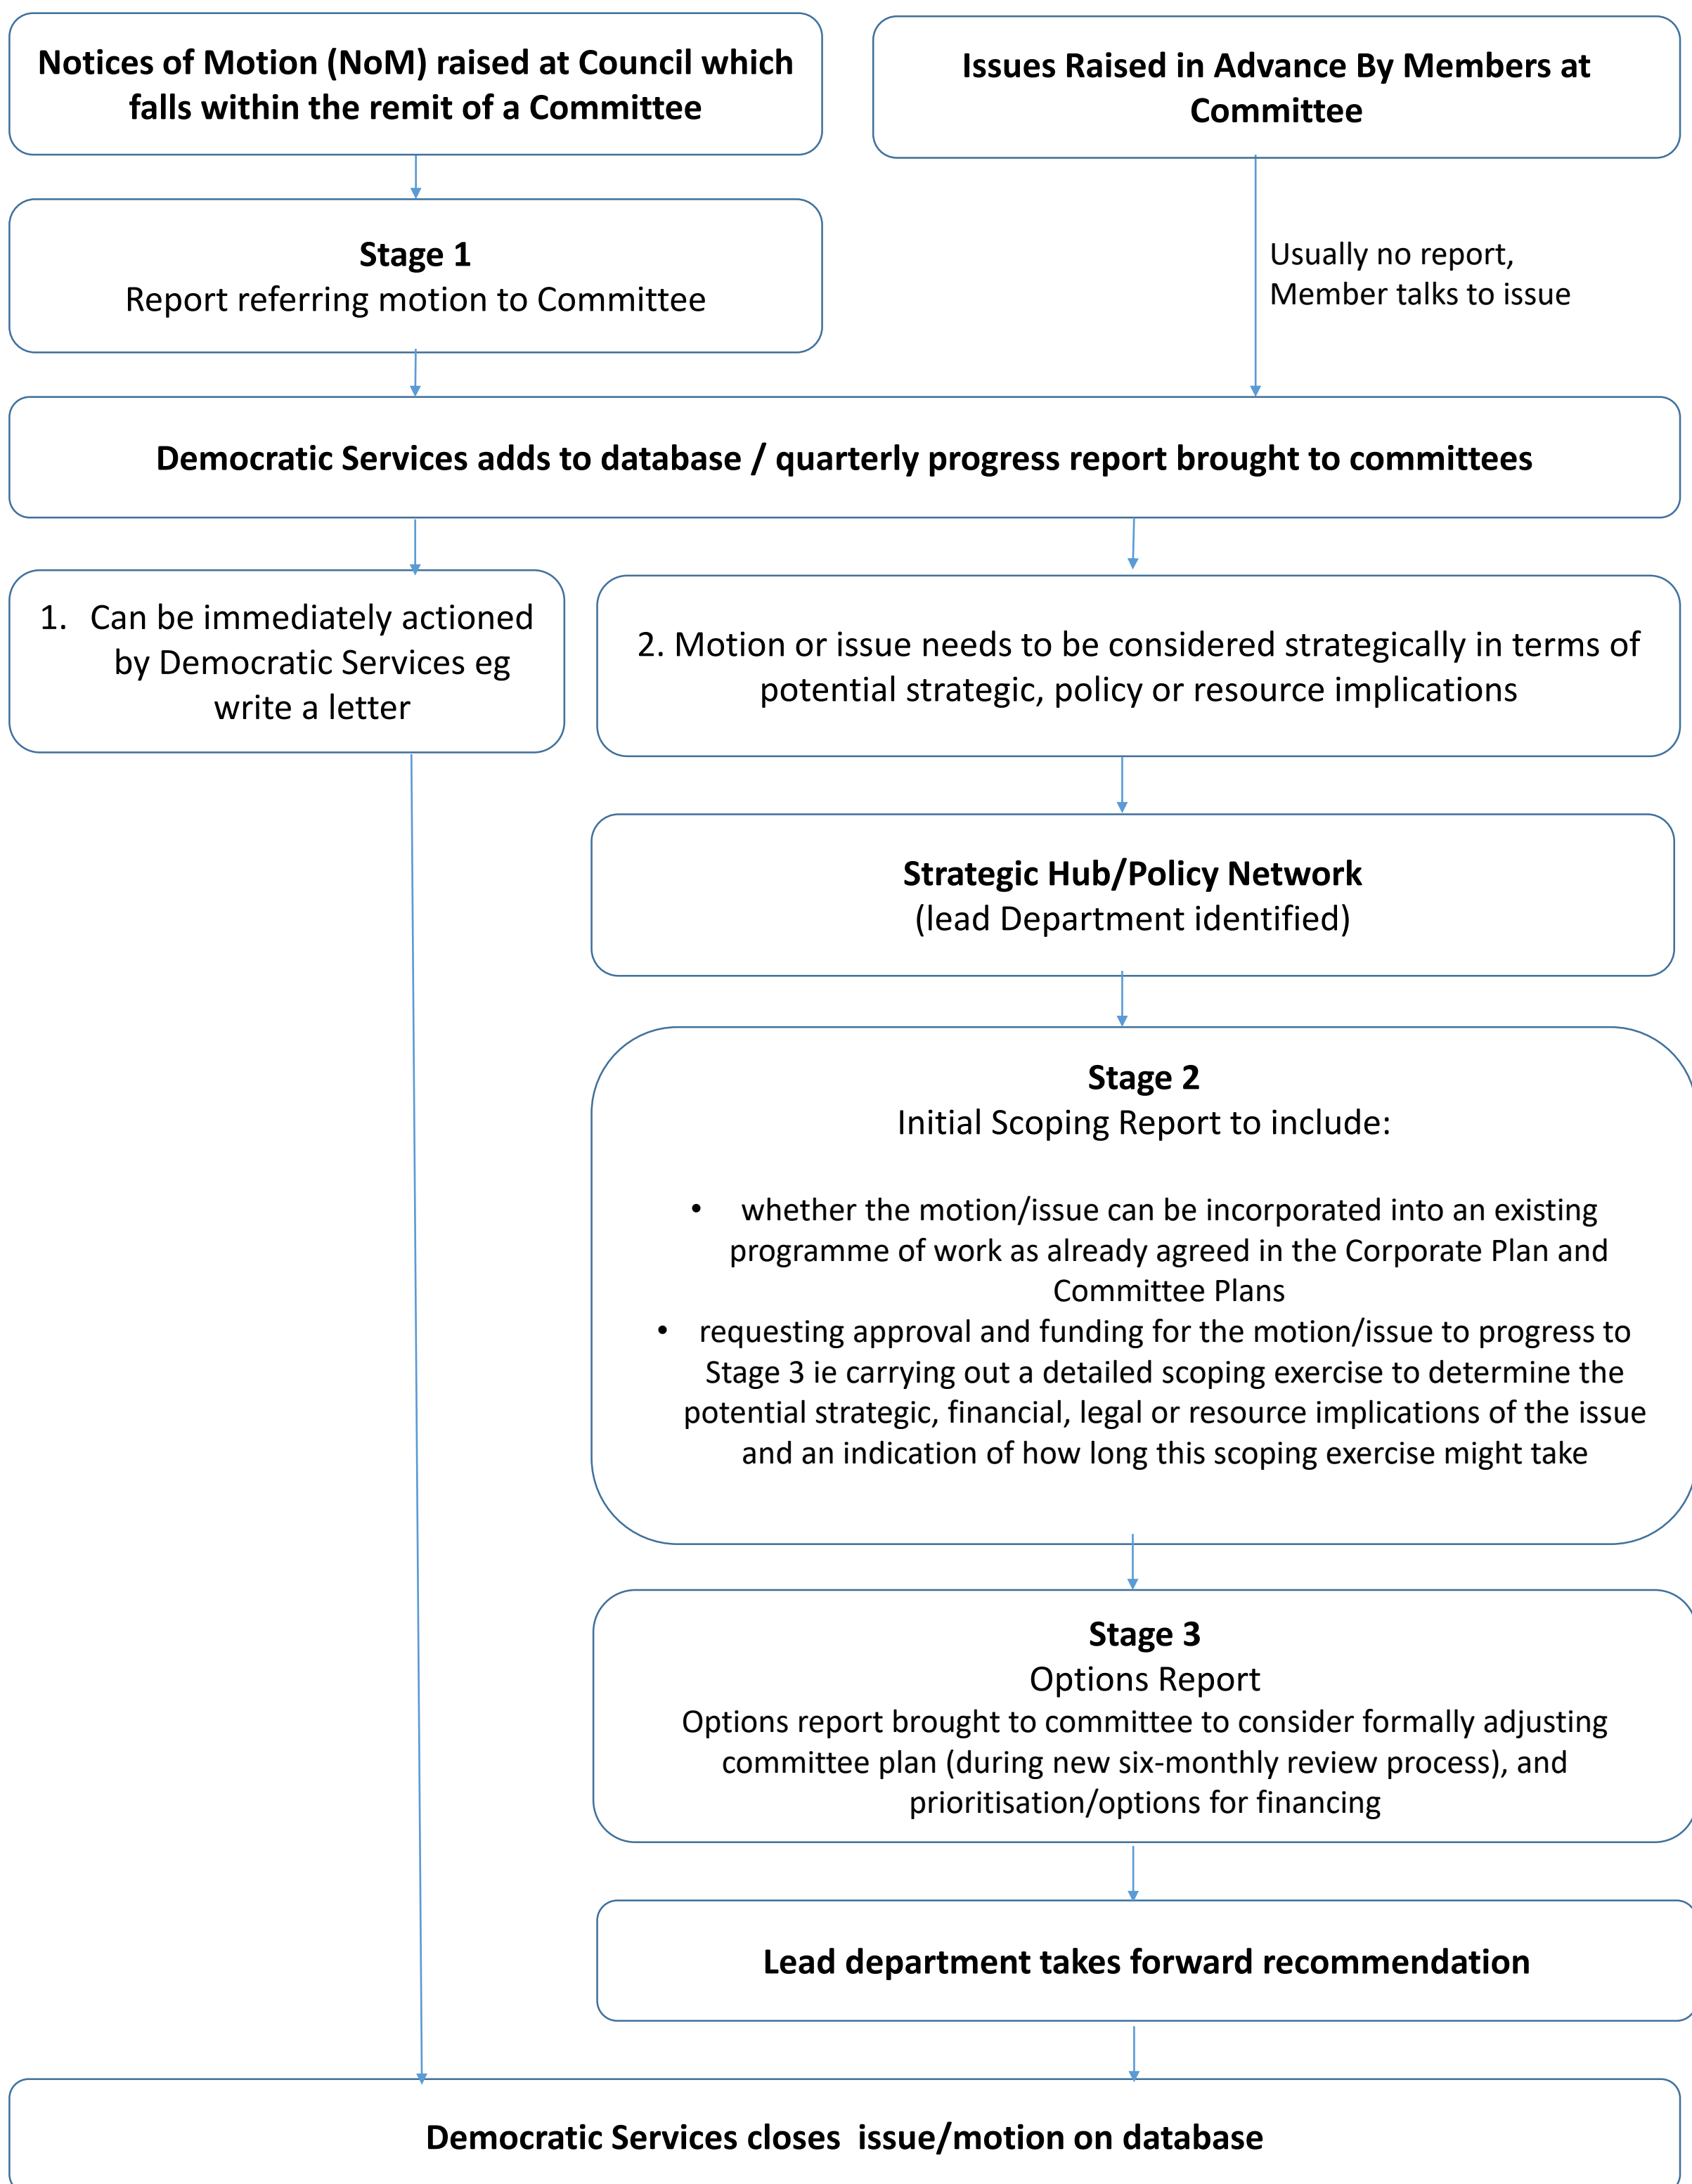 Notices of Motion (NoM) raised at Council which
falls within the remit of a Committee
Issues Raised in Advance By Members at
Committee
Stage 1
Report referring motion to Committee
Usually no report,
Member talks to issue
Democratic Services adds to database / quarterly progress report brought to committees
1. Can be immediately actioned
by Democratic Services eg
write a letter
2. Motion or issue needs to be considered strategically in terms of
potential strategic, policy or resource implications
Strategic Hub/Policy Network
(lead Department identified)
Stage 2
Initial Scoping Report to include:
• whether the motion/issue can be incorporated into an existing
programme of work as already agreed in the Corporate Plan and
Committee Plans
• requesting approval and funding for the motion/issue to progress to
Stage 3 ie carrying out a detailed scoping exercise to determine the
potential strategic, financial, legal or resource implications of the issue
and an indication of how long this scoping exercise might take
Stage 3
Options Report
Options report brought to committee to consider formally adjusting
committee plan (during new six-monthly review process), and
prioritisation/options for financing
Lead department takes forward recommendation
Democratic Services closes issue/motion on database